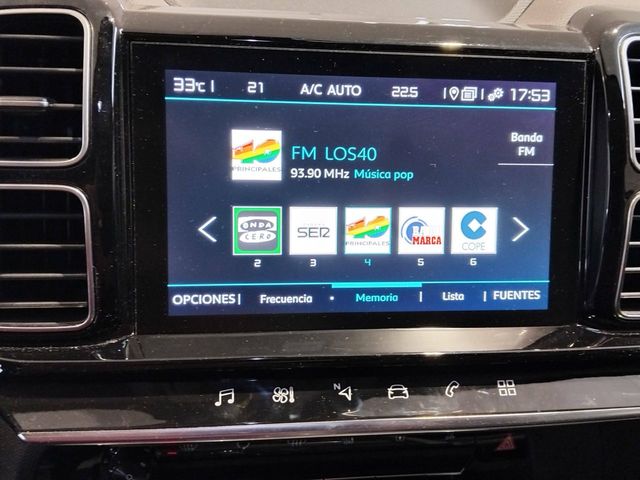 33°C | 21 A/C AUTO 22.5 17:53
Banda
FM
40
PRINCIPALES
FM LOS40
93.90 MHz Música pop
ONDA
CERO
SER
40
PRINCIPALES
MARCA
COPE
2 3 4 5 6
OPCIONES | Frecuencia • Memoria | Lista | FUENTES
N